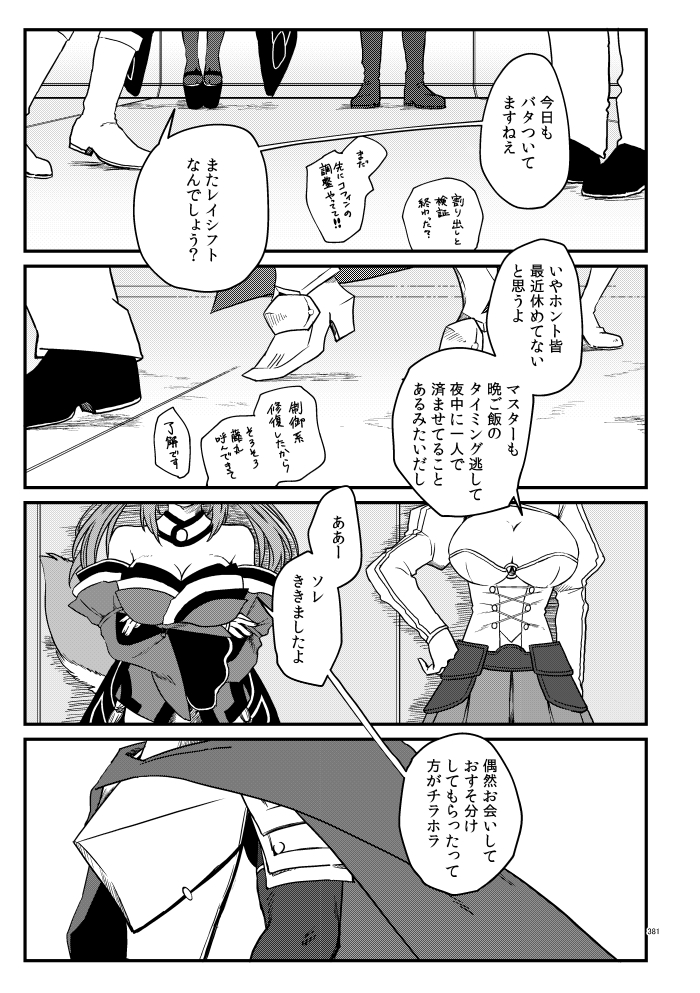 今日も
バタついて
ますねえ
またレイシフト
なんでしょう？
割り出しと
検証
終わった？
まだ
先にコフィンの
調整やってて!!
いやホント皆
最近休めてない
と思うよ
マスターも
晩ご飯の
タイミング逃して
夜中に一人で
済ませてること
あるみたいだし
制御系
修復したから
そろそろ
藤丸
呼んできて
了解です
ああー
ソレ
ききましたよ
偶然お会いして
おすそ分け
してもらったって
方がチラホラ
381